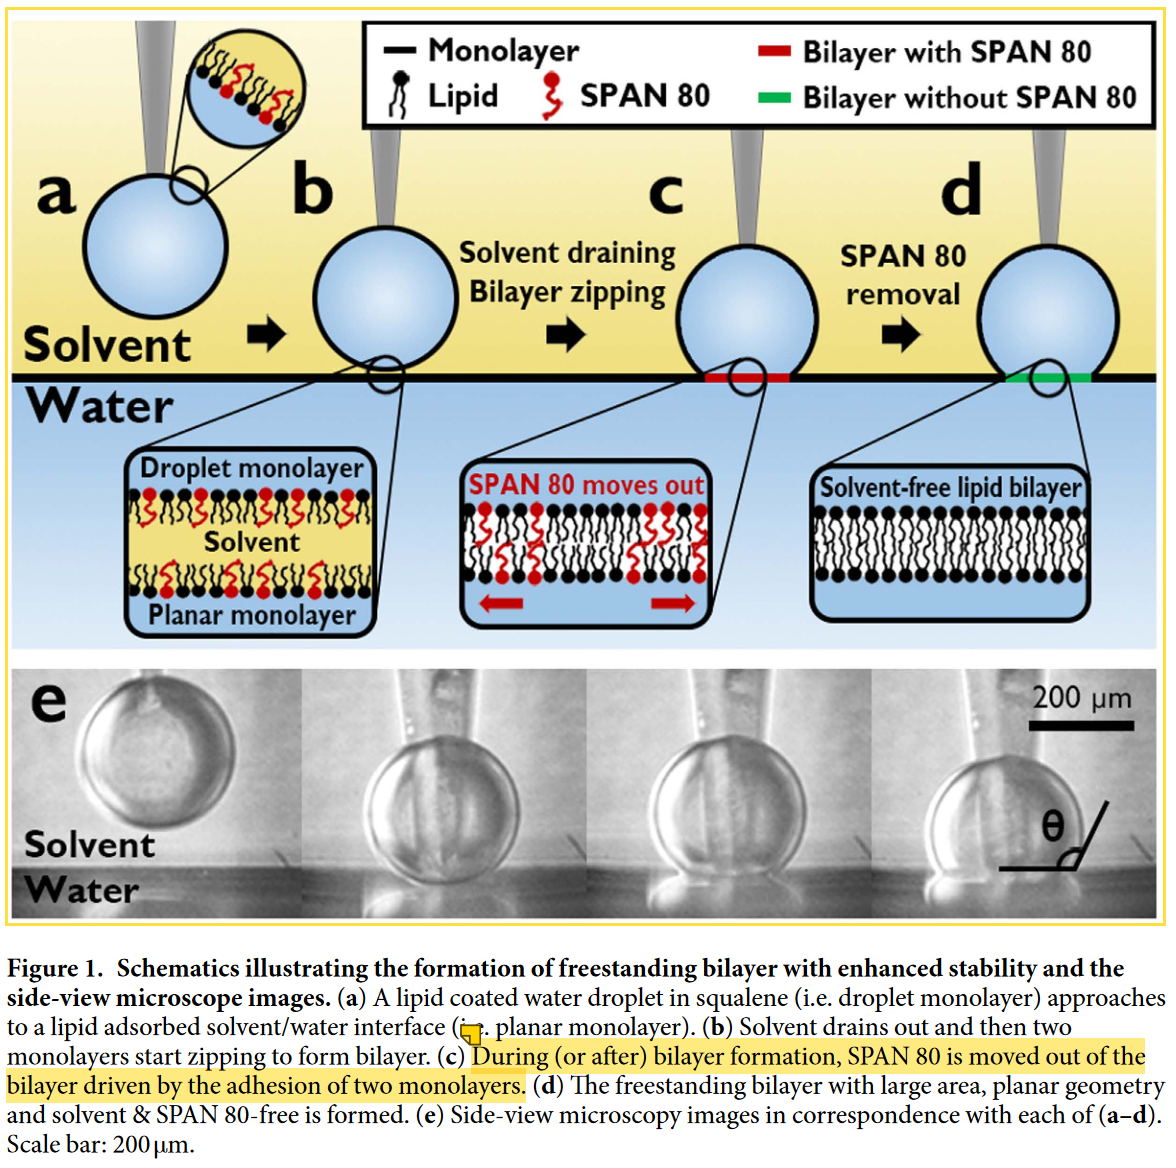 Monolayer
Bilayer with SPAN 80
Lipid
SPAN 80
Bilayer without SPAN 80
a
b
c
d
Solvent draining
Bilayer zipping
SPAN 80
removal
Solvent
Water
Droplet monolayer
Solvent
Planar monolayer
SPAN 80 moves out
Solvent-free lipid bilayer
e
200 µm
θ
Solvent
Water
Figure 1. Schematics illustrating the formation of freestanding bilayer with enhanced stability and the
side-view microscope images. (a) A lipid coated water droplet in squalene (i.e. droplet monolayer) approaches
to a lipid adsorbed solvent/water interface ( planar monolayer). (b) Solvent drains out and then two
monolayers start zipping to form bilayer. (c) During (or after) bilayer formation, SPAN 80 is moved out of the
bilayer driven by the adhesion of two monolayers. (d) The freestanding bilayer with large area, planar geometry
and solvent & SPAN 80-free is formed. (e) Side-view microscopy images in correspondence with each of (a–d).
Scale bar: 200 µm.